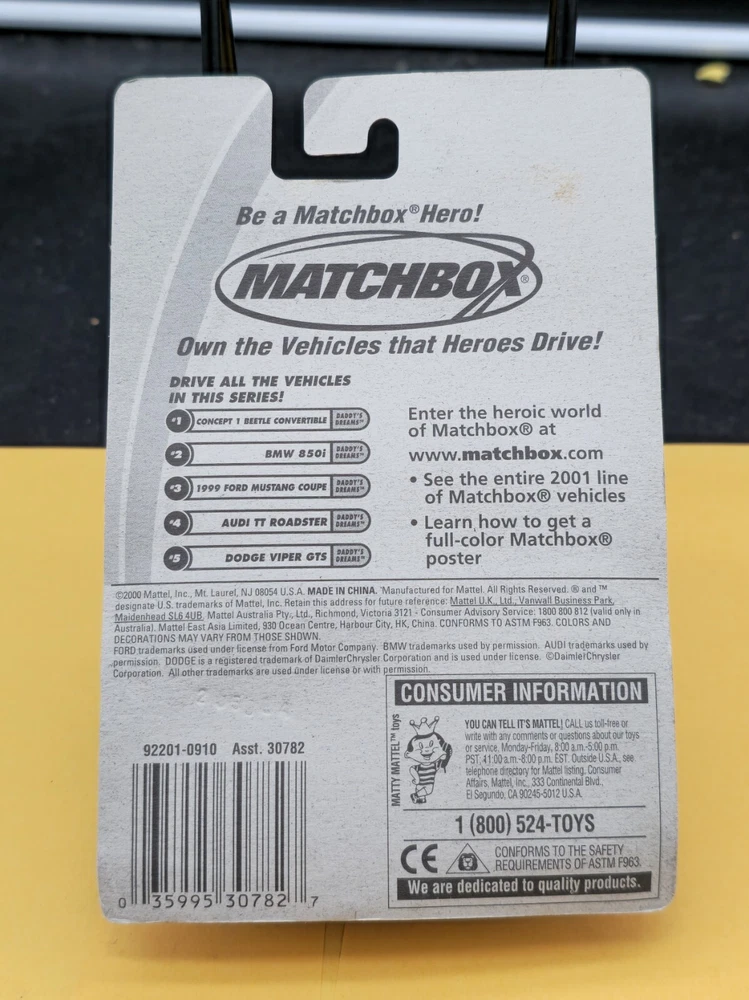 Be a Matchbox® Hero!
MATCHBOX®
Own the Vehicles that Heroes Drive!
DRIVE ALL THE VEHICLES
IN THIS SERIES!
#1 CONCEPT 1 BEETLE CONVERTIBLE DADDY'S DREAMS™
#2 BMW 850i DADDY'S DREAMS™
#3 1999 FORD MUSTANG COUPE DADDY'S DREAMS™
#4 AUDI TT ROADSTER DADDY'S DREAMS™
#5 DODGE VIPER GTS DADDY'S DREAMS™
Enter the heroic world
of Matchbox® at
www.matchbox.com
• See the entire 2001 line
of Matchbox® vehicles
• Learn how to get a
full-color Matchbox®
poster
©2000 Mattel, Inc., Mt. Laurel, NJ 08054 U.S.A. MADE IN CHINA. Manufactured for Mattel. All Rights Reserved. ® and ™
designate U.S. trademarks of Mattel, Inc. Retain this address for future reference: Mattel U.K., Ltd., Vanwall Business Park,
Maidenhead SL6 4UB, Mattel Australia Pty., Ltd., Richmond, Victoria 3121 - Consumer Advisory Service: 1800 800 812 (valid only in
Australia). Mattel East Asia Limited, 930 Ocean Centre, Harbour City, HK, China. CONFORMS TO ASTM F963. COLORS AND
DECORATIONS MAY VARY FROM THOSE SHOWN.
FORD trademarks used under license from Ford Motor Company. BMW trademarks used by permission. AUDI trademarks used by
permission. DODGE is a registered trademark of DaimlerChrysler Corporation and is used under license. ©DaimlerChrysler
Corporation. All other trademarks are used under license or with permission.
92201-0910 Asst. 30782
0 35995 30782 7
CONSUMER INFORMATION
MATTY MATTEL™ toys
YOU CAN TELL IT'S MATTEL! CALL us toll-free or
write with any comments or questions about our toys
or service. Monday-Friday, 8:00 a.m.-5:00 p.m.
PST, 11:00 a.m.-8:00 p.m. EST. Outside U.S.A., see
telephone directory for Mattel listing. Consumer
Affairs, Mattel, Inc., 333 Continental Blvd.,
El Segundo, CA 90245-5012 U.S.A.
1 (800) 524-TOYS
CE
CONFORMS TO THE SAFETY
REQUIREMENTS OF ASTM F963.
We are dedicated to quality products.